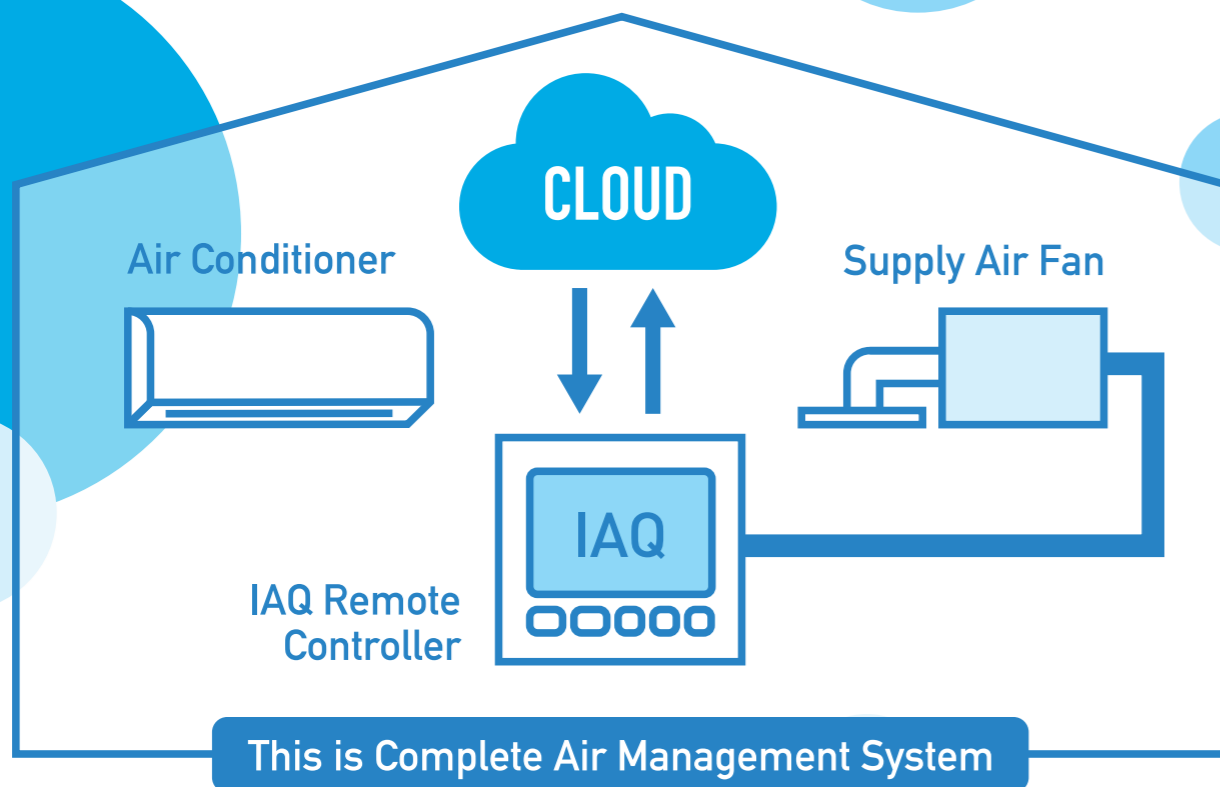 CLOUD
Air Conditioner
Supply Air Fan
IAQ
IAQ Remote
Controller
This is Complete Air Management System